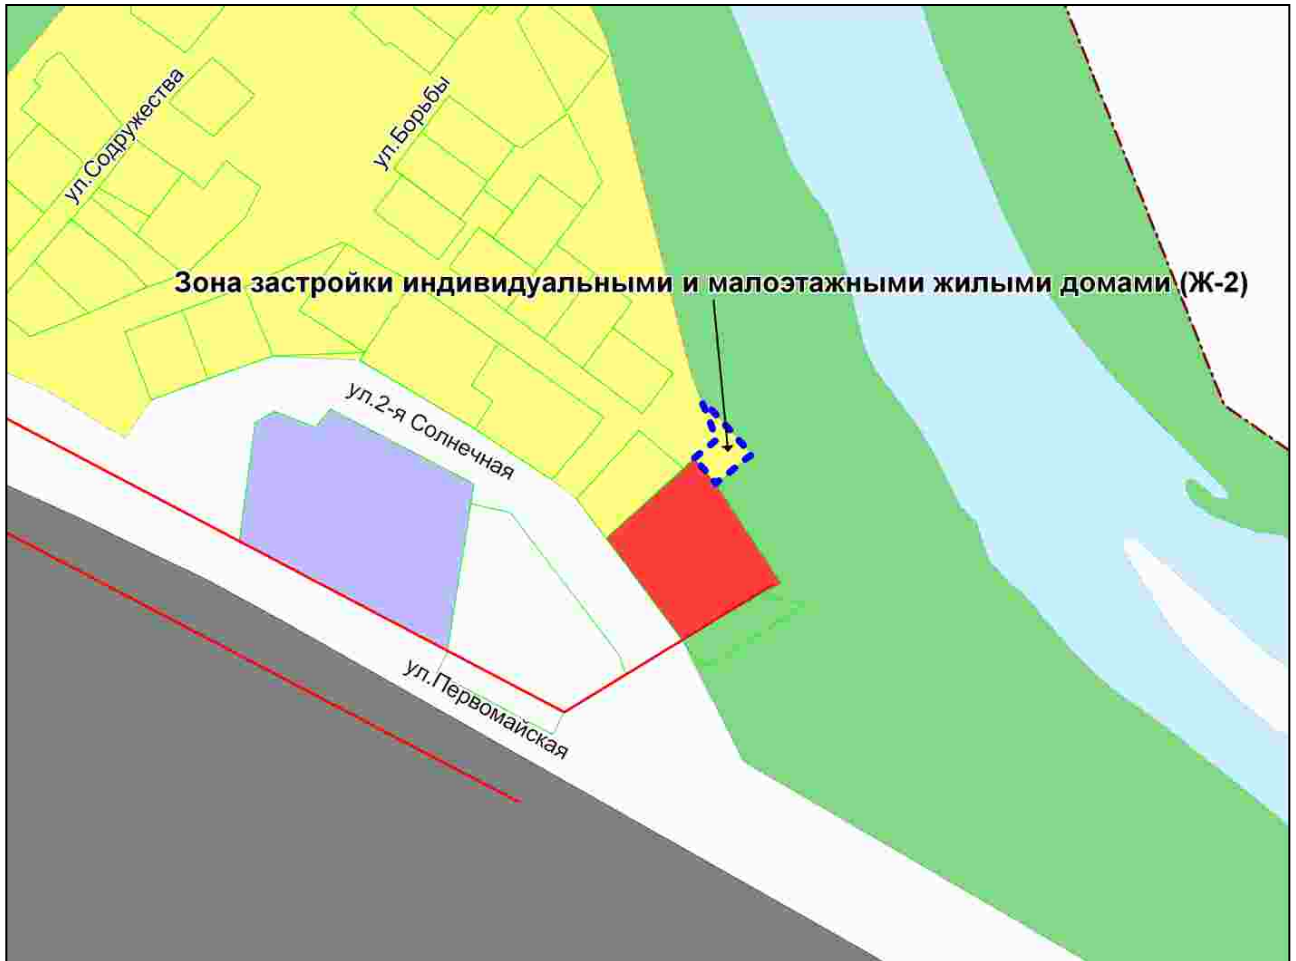 ул.Содружества
ул.Борьбы
Зона застройки индивидуальными и малоэтажными жилыми домами (Ж-2)
ул.2-я Солнечная
ул.Первомайская